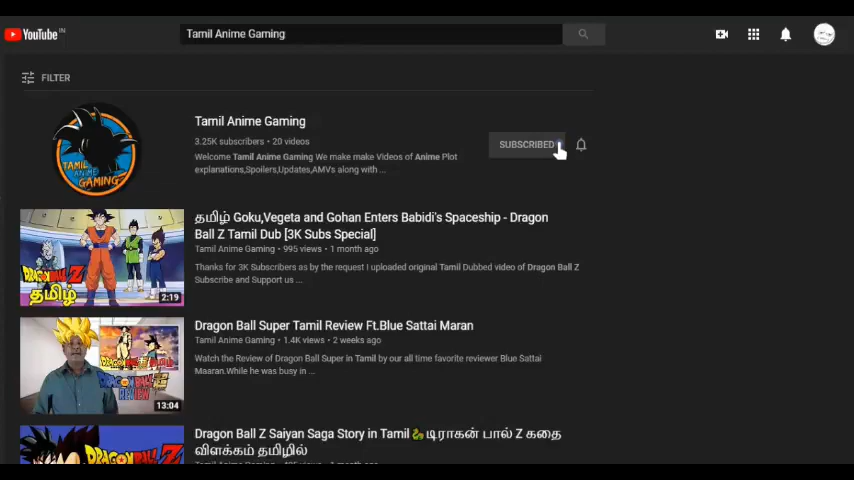 YouTube IN
Tamil Anime Gaming
FILTER
Tamil Anime Gaming
3.25K subscribers • 20 videos
SUBSCRIBED
Welcome Tamil Anime Gaming We make make Videos of Anime Plot
explanations,Spoilers,Updates,AMVs along with ...
TAMIL
ANIME
GAMING
தமிழ் Goku,Vegeta and Gohan Enters Babidi's Spaceship - Dragon
Ball Z Tamil Dub [3K Subs Special]
Tamil Anime Gaming • 995 views • 1 month ago
Thanks for 3K Subscribers as by the request I uploaded original Tamil Dubbed video of Dragon Ball Z
Subscribe and Support us ...
DRAGON BALL Z
தமிழ்
2:19
Dragon Ball Super Tamil Review Ft.Blue Sattai Maran
Tamil Anime Gaming • 1.4K views • 2 weeks ago
Watch the Review of Dragon Ball Super in Tamil by our all time favorite reviewer Blue Sattai
Maaran.While he was busy in ...
DRAGON BALL
REVIEW
13:04
Dragon Ball Z Saiyan Saga Story in Tamil🐉டிராகன் பால் Z கதை
விளக்கம் தமிழில்